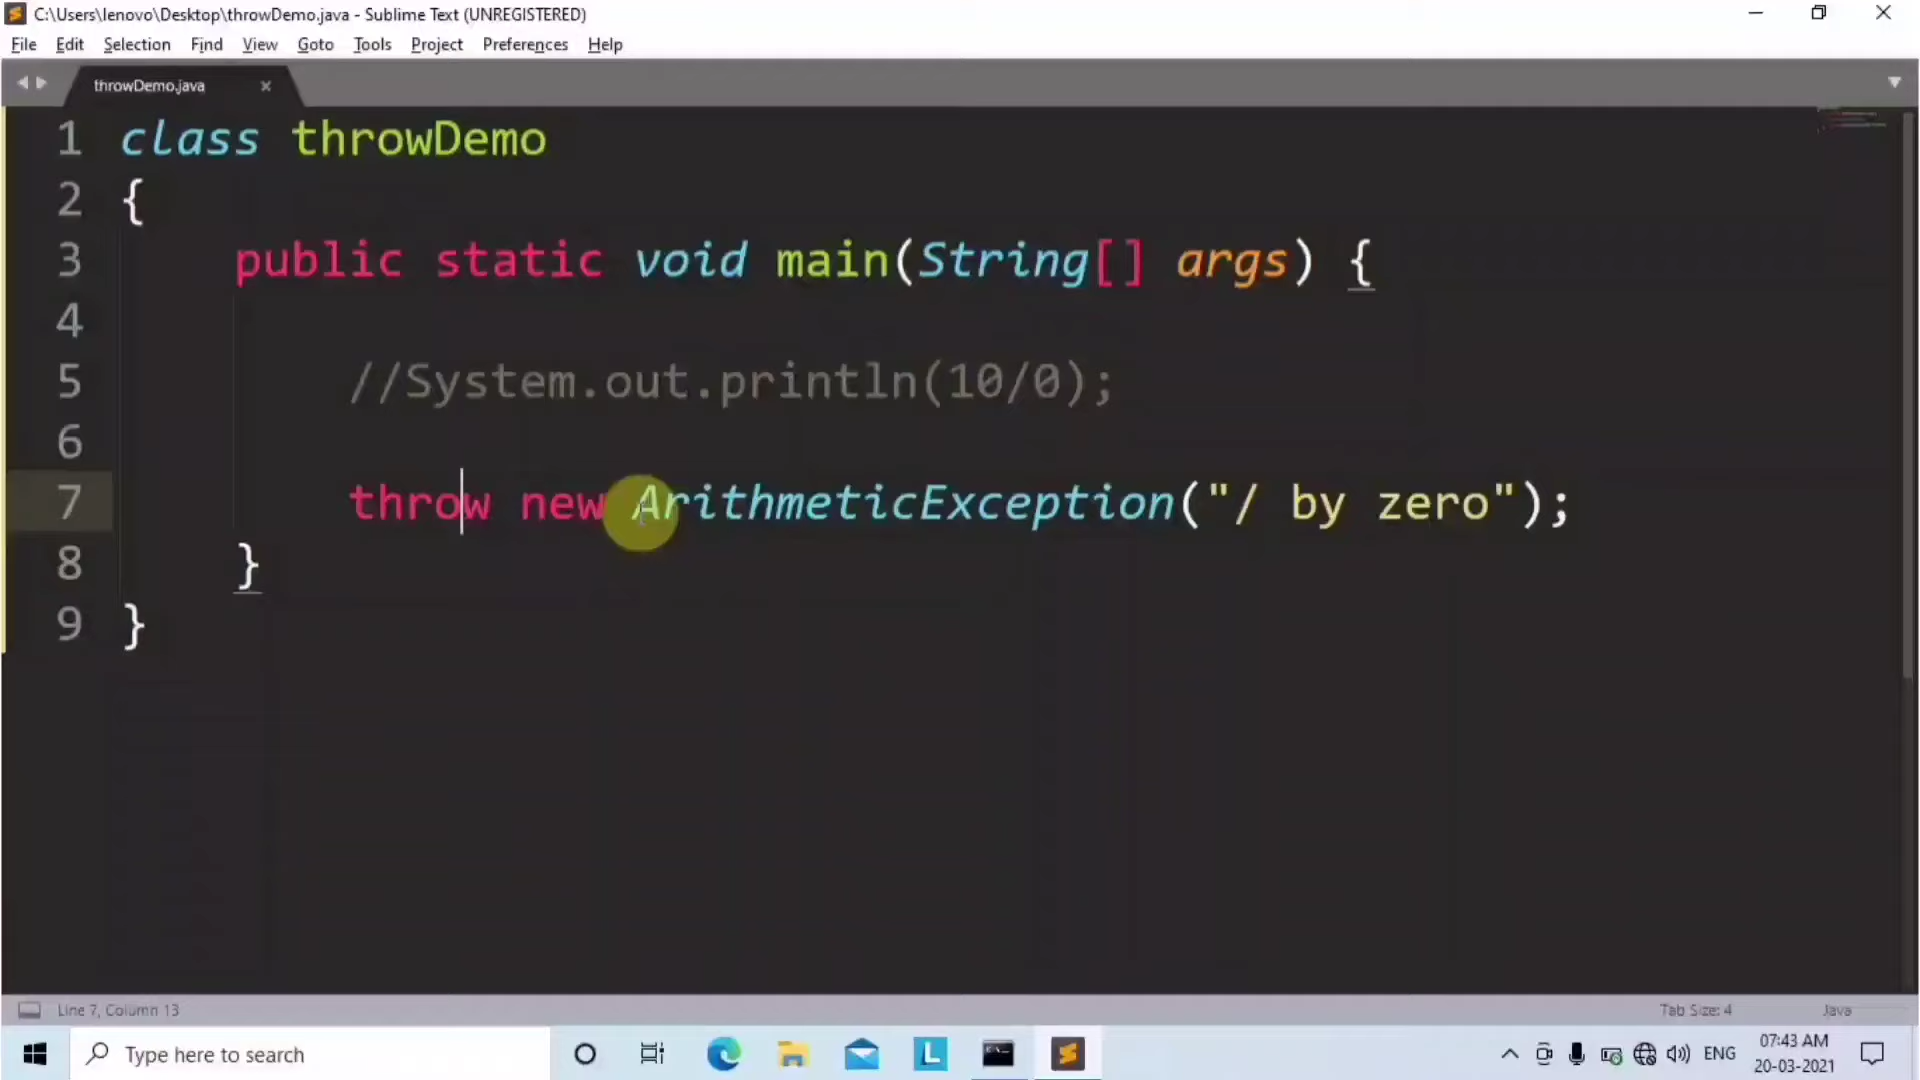 C:\Users\lenovo\Desktop\throwDemo.java - Sublime Text (UNREGISTERED)
File Edit Selection Find View Goto Tools Project Preferences Help
throwDemo.java
1 class throwDemo
2 {
3 public static void main(String[] args) {
4
5 //System.out.println(10/0);
6
7 throw new ArithmeticException("/ by zero");
8 }
9 }
Line 7, Column 13 Tab Size: 4 Java
Type here to search L ENG 07:43 AM
20-03-2021